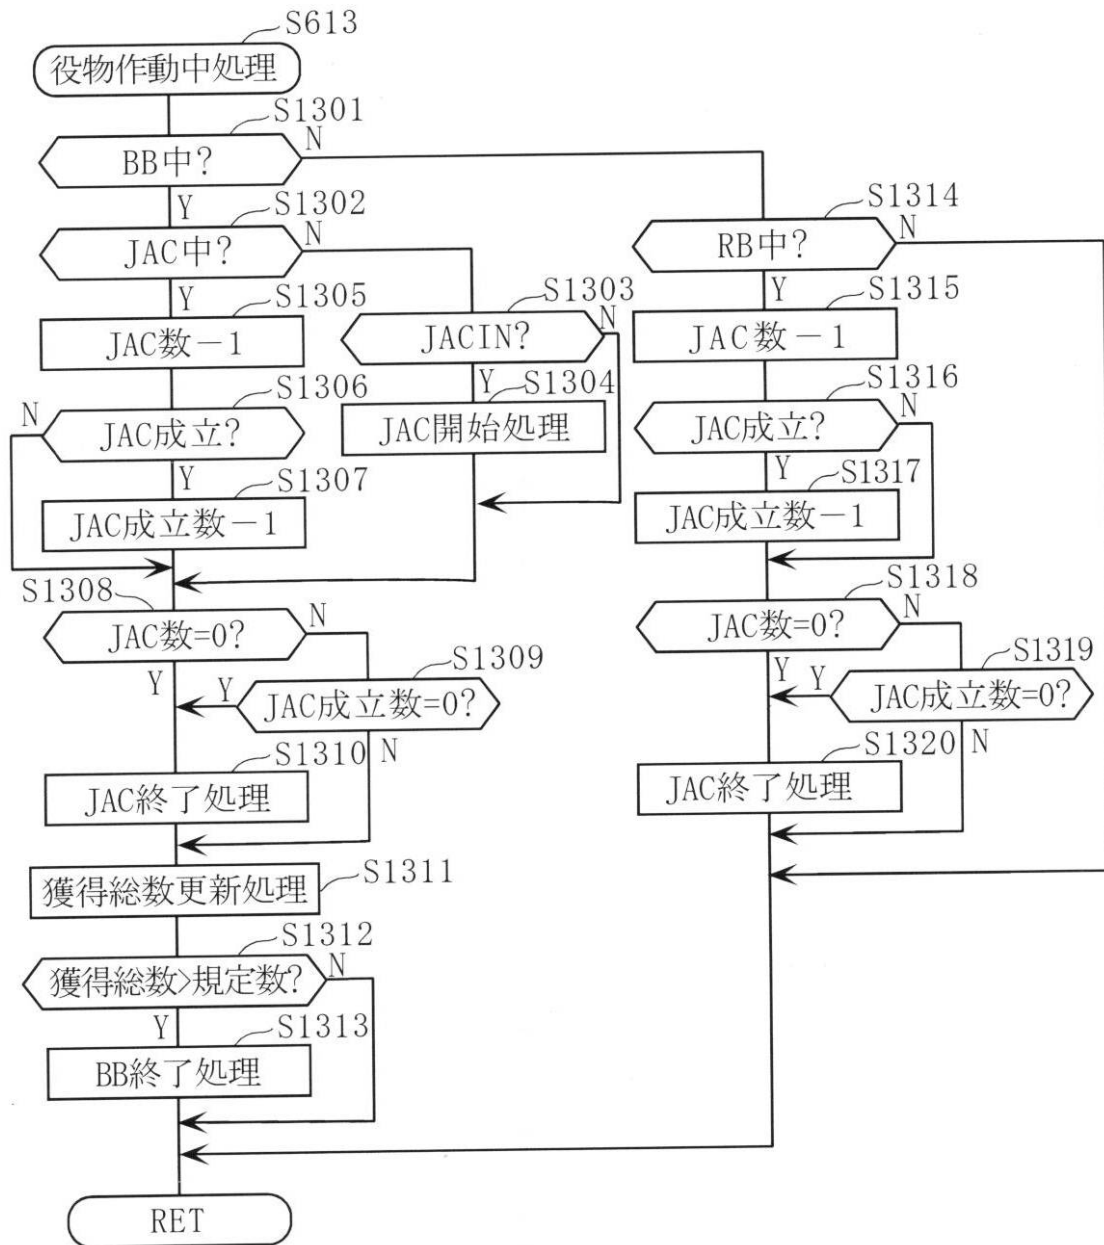 S613
役物作動中処理
S1301
BB中?
N
Y
S1302
JAC中?
N
Y
S1305
JAC数-1
S1303
JACIN?
N
Y
S1304
JAC開始処理
S1306
N
JAC成立?
Y
S1307
JAC成立数-1
S1308
JAC数=0?
N
Y
S1309
Y
JAC成立数=0?
N
S1310
JAC終了処理
獲得総数更新処理
S1311
S1312
獲得総数>規定数?
N
Y
S1313
BB終了処理
S1314
RB中?
N
Y
S1315
JAC数-1
S1316
JAC成立?
N
Y
S1317
JAC成立数-1
S1318
JAC数=0?
N
Y
S1319
Y
JAC成立数=0?
N
S1320
JAC終了処理
RET